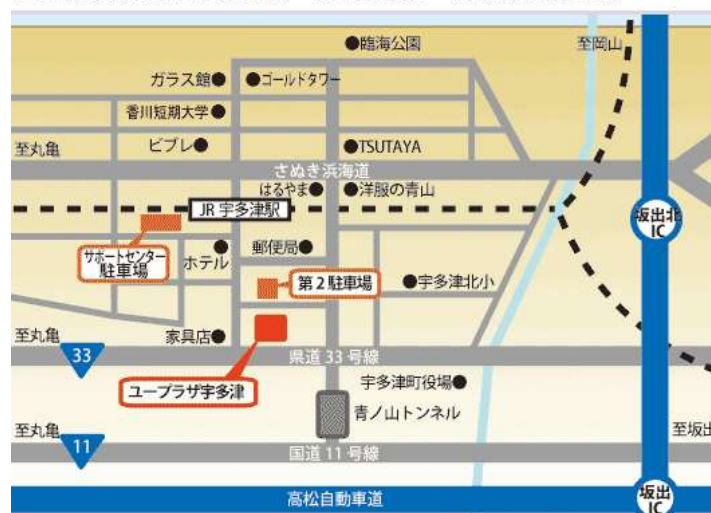 臨海公園
至岡山
ガラス館
ゴールドタワー
香川短期大学
至丸亀
ビブレ
TSUTAYA
さぬき浜海道
はるやま
洋服の青山
JR宇多津駅
坂出北
IC
サポートセンター
駐車場
ホテル
郵便局
第2駐車場
宇多津北小
至丸亀
33
家具店
県道33号線
ユープラザ宇多津
宇多津町役場
青ノ山トンネル
至丸亀
11
国道11号線
至坂出
高松自動車道
坂出
IC